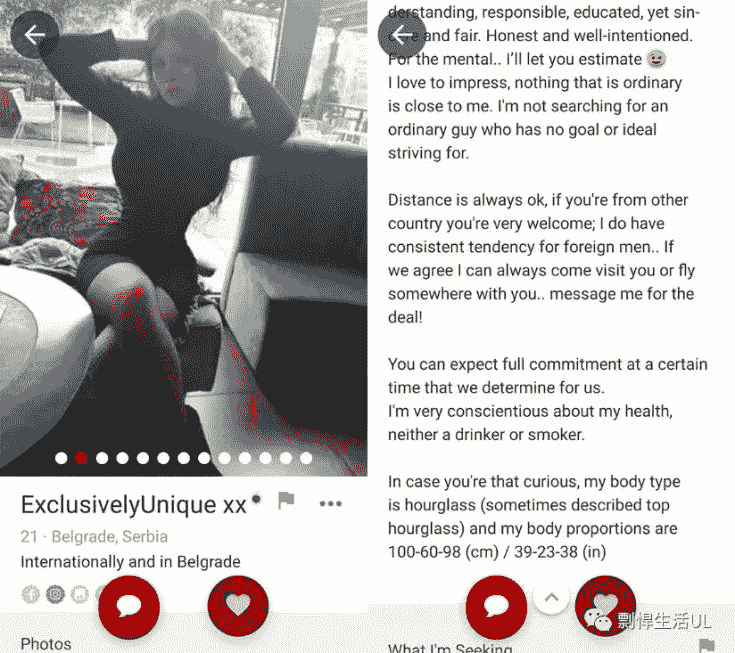 ExclusivelyUnique xx
21 · Belgrade, Serbia
Internationally and in Belgrade
Photos
derstanding, responsible, educated, yet sin-
cere and fair. Honest and well-intentioned.
For the mental.. I'll let you estimate
I love to impress, nothing that is ordinary
is close to me. I'm not searching for an
ordinary guy who has no goal or ideal
striving for.
Distance is always ok, if you're from other
country you're very welcome; I do have
consistent tendency for foreign men.. If
we agree I can always come visit you or fly
somewhere with you.. message me for the
deal!
You can expect full commitment at a certain
time that we determine for us.
I'm very conscientious about my health,
neither a drinker or smoker.
In case you're that curious, my body type
is hourglass (sometimes described top
hourglass) and my body proportions are
100-60-98 (cm) / 39-23-38 (in)
What I'm Seeking
剽悍生活UL